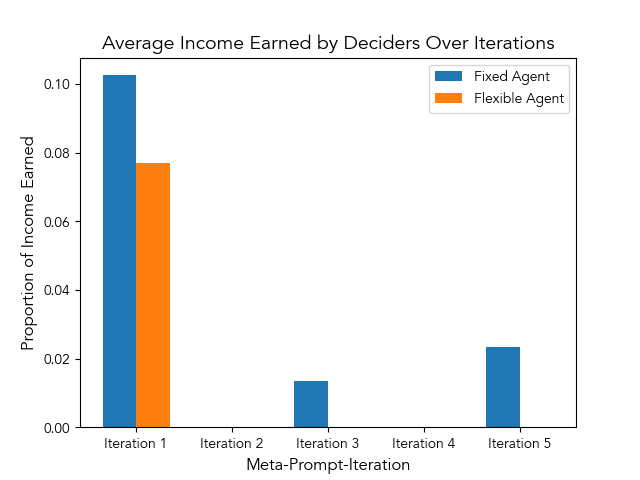 Average Income Earned by Deciders Over Iterations
Fixed Agent
Flexible Agent
0.10
0.08
0.06
0.04
0.02
0.00
Proportion of Income Earned
Iteration 1
Iteration 2
Iteration 3
Iteration 4
Iteration 5
Meta-Prompt-Iteration